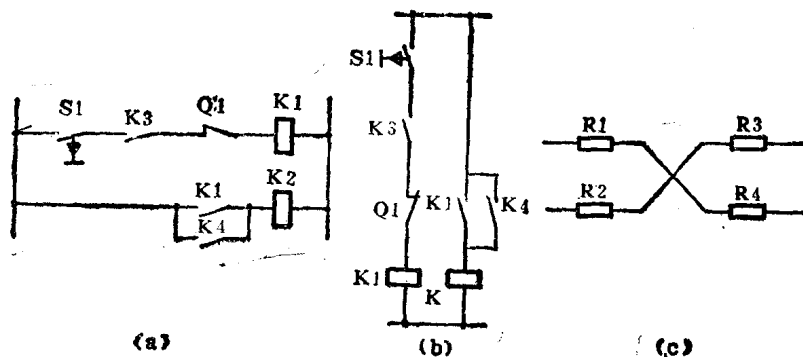 S1 K3 Q1 K1
K1 K2
K4
(a)
S1
K3
Q1 K1 K4
K1 K
(b)
R1 R3
R2 R4
(c)